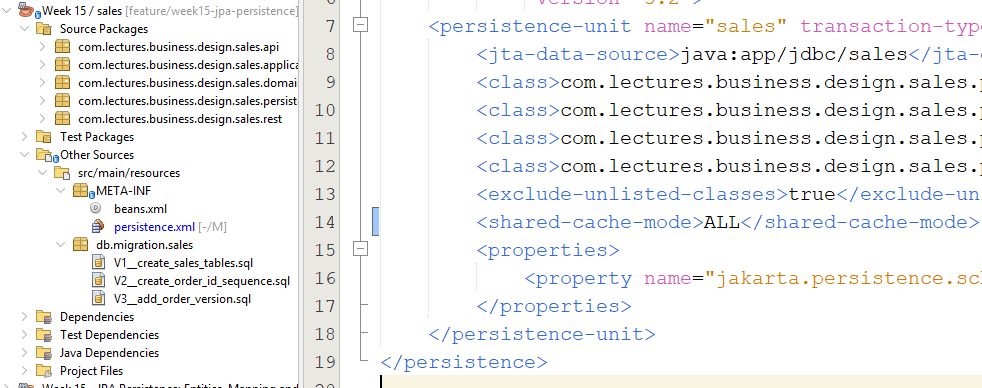 Week 15 / sales [feature/week15-jpa-persistence]
Source Packages
com.lectures.business.design.sales.api
com.lectures.business.design.sales.applica
com.lectures.business.design.sales.domai
com.lectures.business.design.sales.persist
com.lectures.business.design.sales.rest
Test Packages
Other Sources
src/main/resources
META-INF
beans.xml
persistence.xml [-/M]
db.migration.sales
V1__create_sales_tables.sql
V2__create_order_id_sequence.sql
V3__add_order_version.sql
Dependencies
Test Dependencies
Java Dependencies
Project Files
7 <persistence-unit name="sales" transaction-typ
8 <jta-data-source>java:app/jdbc/sales</jta-
9 <class>com.lectures.business.design.sales.p
10 <class>com.lectures.business.design.sales.p
11 <class>com.lectures.business.design.sales.p
12 <class>com.lectures.business.design.sales.p
13 <exclude-unlisted-classes>true</exclude-un
14 <shared-cache-mode>ALL</shared-cache-mode>
15 <properties>
16 <property name="jakarta.persistence.sc
17 </properties>
18 </persistence-unit>
19 </persistence>